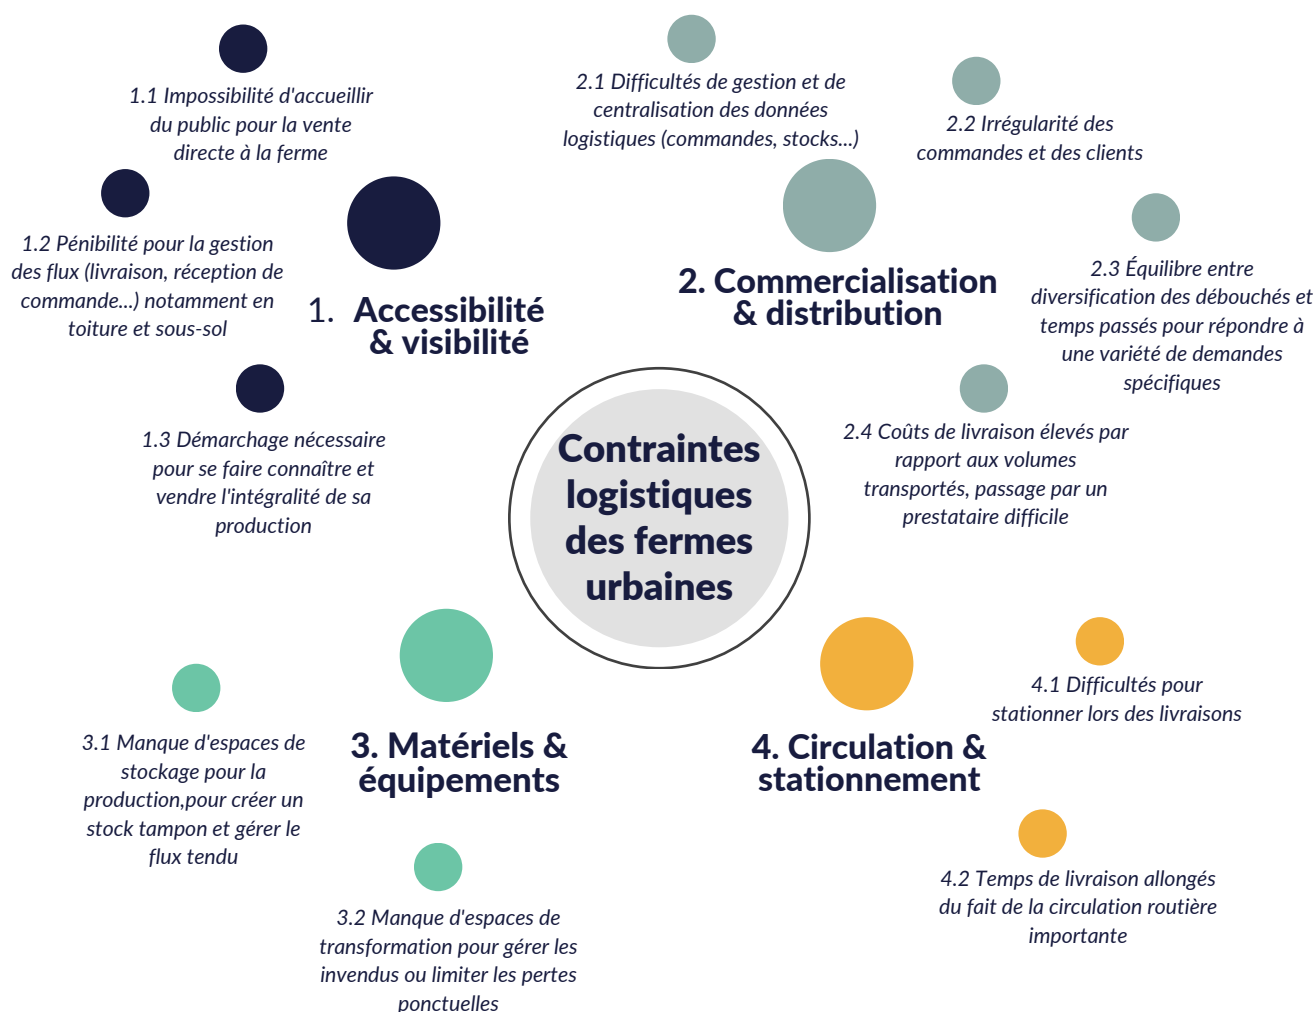 1.1 Impossibilité d'accueillir
du public pour la vente
directe à la ferme
1.2 Pénibilité pour la gestion
des flux (livraison, réception de
commande...) notamment en
toiture et sous-sol
1. Accessibilité
& visibilité
1.3 Démarchage nécessaire
pour se faire connaître et
vendre l'intégralité de sa
production
2.1 Difficultés de gestion et de
centralisation des données
logistiques (commandes, stocks...)
2.2 Irrégularité des
commandes et des clients
2. Commercialisation
& distribution
2.3 Équilibre entre
diversification des débouchés et
temps passés pour répondre à
une variété de demandes
spécifiques
2.4 Coûts de livraison élevés par
rapport aux volumes
transportés, passage par un
prestataire difficile
Contraintes
logistiques
des fermes
urbaines
3. Matériels &
équipements
3.1 Manque d'espaces de
stockage pour la
production,pour créer un
stock tampon et gérer le
flux tendu
3.2 Manque d'espaces de
transformation pour gérer les
invendus ou limiter les pertes
ponctuelles
4. Circulation &
stationnement
4.1 Difficultés pour
stationner lors des livraisons
4.2 Temps de livraison allongés
du fait de la circulation routière
importante